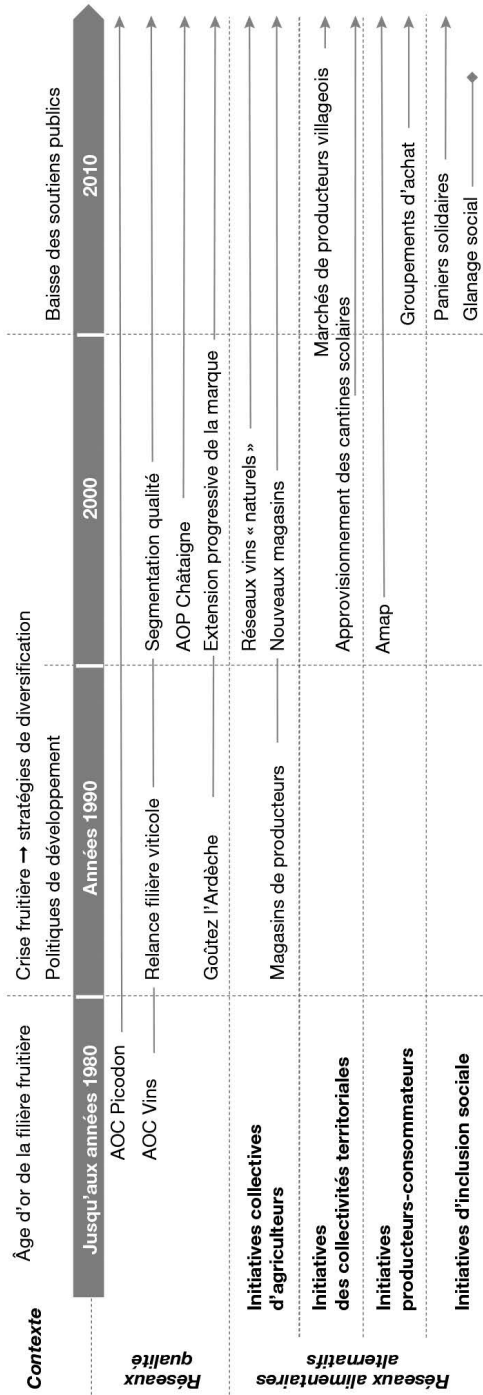 Contexte
Âge d'or de la filière fruitière
Crise fruitière → stratégies de diversification
Politiques de développement
Baisse des soutiens publics
Jusqu'aux années 1980
Années 1990
2000
2010
Réseaux
qualité
AOC Picodon
AOC Vins
Relance filière viticole
Segmentation qualité
AOP Châtaigne
Goûtez l'Ardèche
Extension progressive de la marque
Réseaux alimentaires
alternatifs
Initiatives collectives
d'agriculteurs
Réseaux vins « naturels »
Magasins de producteurs
Nouveaux magasins
Initiatives
des collectivités territoriales
Marchés de producteurs villageois
Approvisionnement des cantines scolaires
Initiatives
producteurs-consommateurs
Amap
Groupements d'achat
Initiatives d'inclusion sociale
Paniers solidaires
Glanage social